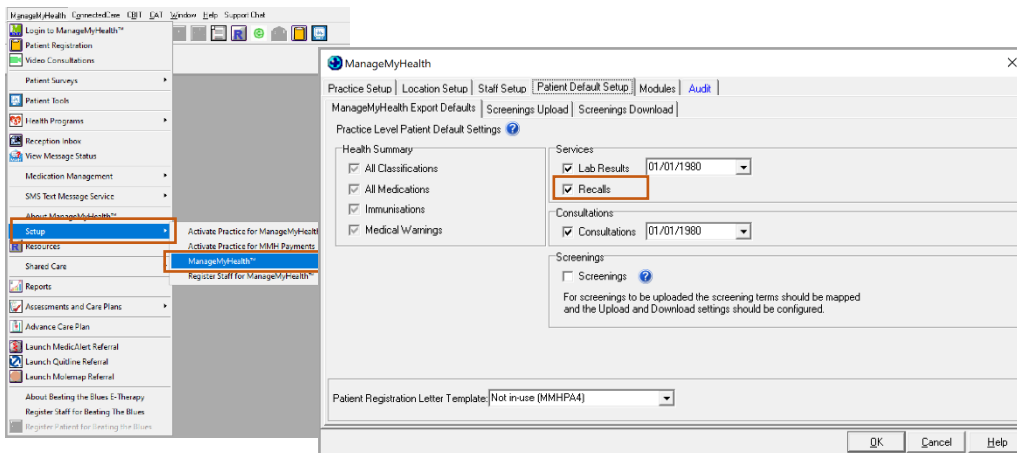 ManageMyHealth ConnectedCare CBIT EAT Window Help Support Chat
Login to ManageMyHealth™
Patient Registration
Video Consultations
Patient Surveys
Patient Tools
Health Programs
Reception Inbox
View Message Status
Medication Management
SMS Text Message Service
About ManageMyHealth™
Setup
Resources
Shared Care
Reports
Assessments and Care Plans
Advance Care Plan
Launch MedicAlert Referral
Launch Quitline Referral
Launch Molemap Referral
About Beating the Blues E-Therapy
Register Staff for Beating The Blues
Register Patient for Beating the Blues
Activate Practice for ManageMyHealth
Activate Practice for MMH Payments
ManageMyHealth™
Register Staff for ManageMyHealth™
ManageMyHealth
Practice Setup Location Setup Staff Setup Patient Default Setup Modules Audit
ManageMyHealth Export Defaults Screenings Upload Screenings Download
Practice Level Patient Default Settings
Health Summary
All Classifications
All Medications
Immunisations
Medical Warnings
Services
Lab Results 01/01/1980
Recalls
Consultations
Consultations 01/01/1980
Screenings
Screenings
For screenings to be uploaded the screening terms should be mapped
and the Upload and Download settings should be configured.
Patient Registration Letter Template: Not in-use (MMHPA4)
OK Cancel Help